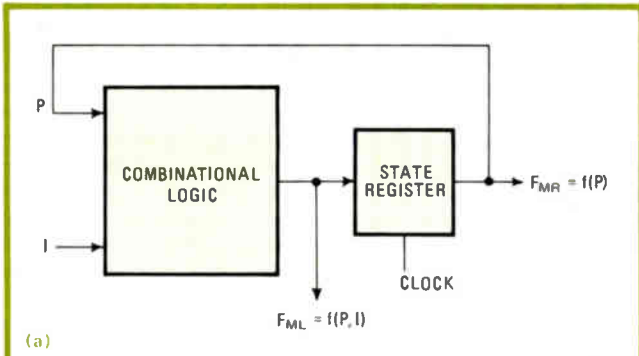 P
COMBINATIONAL
LOGIC
STATE
REGISTER
F_MR = f(P)
I
CLOCK
F_ML = f(P, I)
(a)